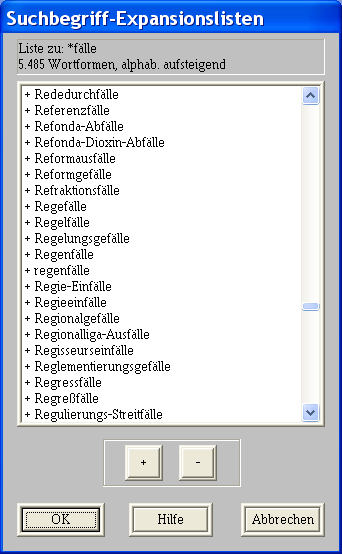 Suchbegriff-Expansionslisten
Liste zu: *fälle
5.485 Wortformen, alphab. aufsteigend
+ Rededurchfälle
+ Referenzfälle
+ Refonda-Abfälle
+ Refonda-Dioxin-Abfälle
+ Reformausfälle
+ Reformgefälle
+ Refraktionsfälle
+ Regefälle
+ Regelfälle
+ Regelungsgefälle
+ Regenfälle
+ regenfälle
+ Regie-Einfälle
+ Regieeinfälle
+ Regionalgefälle
+ Regionalliga-Ausfälle
+ Regisseurseinfälle
+ Reglementierungsgefälle
+ Regressfälle
+ Regreßfälle
+ Regulierungs-Streitfälle
+ -
OK Hilfe Abbrechen